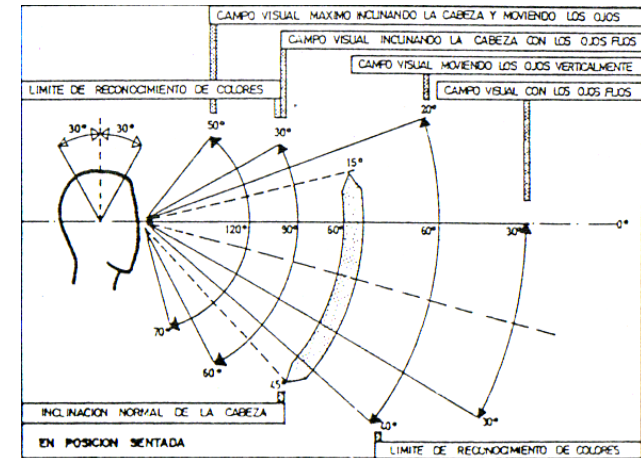 CAMPO VISUAL MAXIMO INCLINANDO LA CABEZA Y MOVIENDO LOS OJOS
CAMPO VISUAL INCLINANDO LA CABEZA CON LOS OJOS FIJOS
CAMPO VISUAL MOVIENDO LOS OJOS VERTICALMENTE
LIMITE DE RECONOCIMIENTO DE COLORES
CAMPO VISUAL CON LOS OJOS FIJOS
30° 30°
50°
30°
20°
15°
120° 90° 60° 60° 30° 0°
70°
60°
45°
40°
30°
INCLINACION NORMAL DE LA CABEZA
EN POSICION SENTADA
LIMITE DE RECONOCIMIENTO DE COLORES